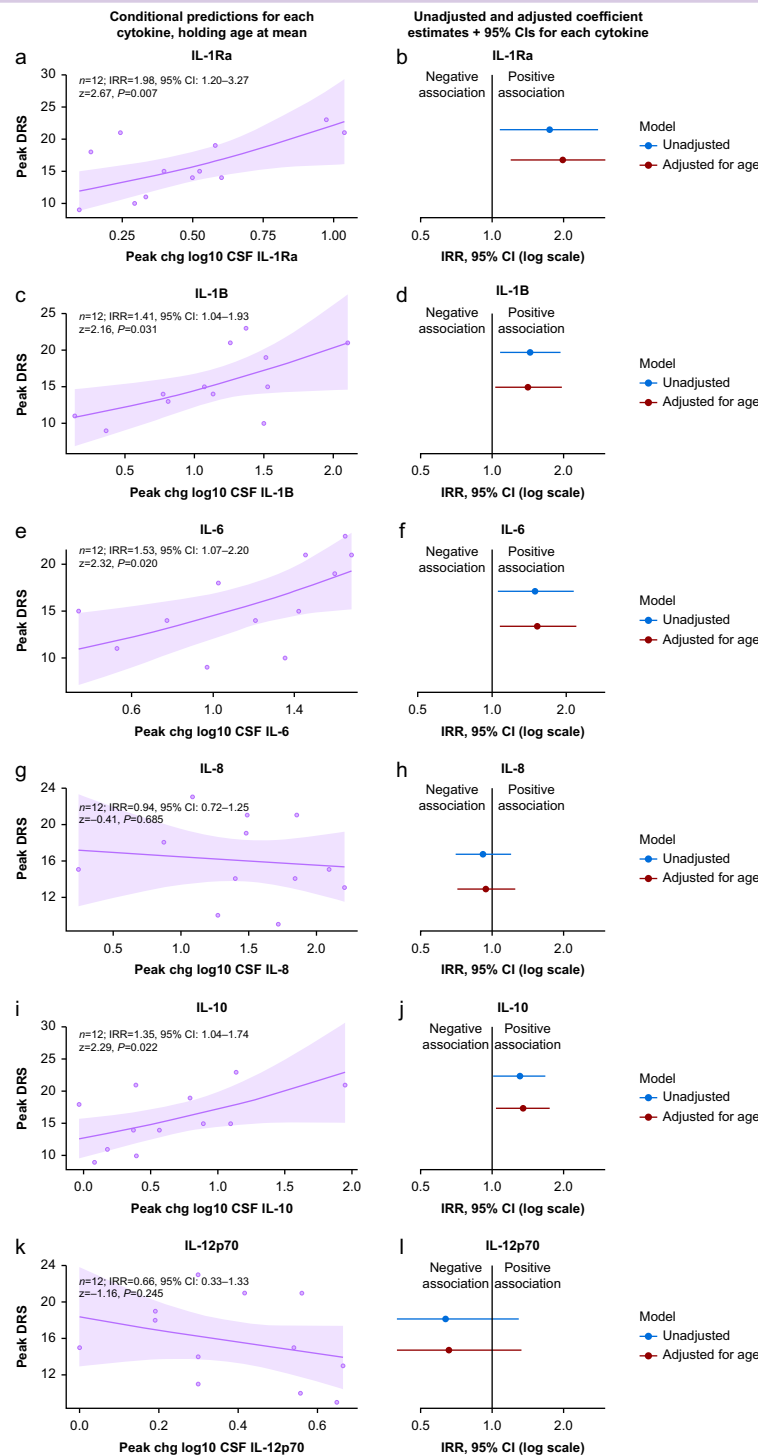 Conditional predictions for each
cytokine, holding age at mean
Unadjusted and adjusted coefficient
estimates + 95% CIs for each cytokine
a
IL-1Ra
n=12; IRR=1.98, 95% CI: 1.20–3.27
z=2.67, P=0.007
Peak DRS
30
25
20
15
10
0.25
0.50
0.75
1.00
Peak chg log10 CSF IL-1Ra
b
IL-1Ra
Negative
association
Positive
association
0.5
1.0
2.0
IRR, 95% CI (log scale)
Model
Unadjusted
Adjusted for age
c
IL-1B
n=12; IRR=1.41, 95% CI: 1.04–1.93
z=2.16, P=0.031
Peak DRS
25
20
15
10
0.5
1.0
1.5
2.0
Peak chg log10 CSF IL-1B
d
IL-1B
Negative
association
Positive
association
0.5
1.0
2.0
IRR, 95% CI (log scale)
Model
Unadjusted
Adjusted for age
e
IL-6
n=12; IRR=1.53, 95% CI: 1.07–2.20
z=2.32, P=0.020
Peak DRS
20
15
10
0.6
1.0
1.4
Peak chg log10 CSF IL-6
f
IL-6
Negative
association
Positive
association
0.5
1.0
2.0
IRR, 95% CI (log scale)
Model
Unadjusted
Adjusted for age
g
IL-8
n=12; IRR=0.94, 95% CI: 0.72–1.25
z=–0.41, P=0.685
Peak DRS
24
20
16
12
0.5
1.0
1.5
2.0
Peak chg log10 CSF IL-8
h
IL-8
Negative
association
Positive
association
0.5
1.0
2.0
IRR, 95% CI (log scale)
Model
Unadjusted
Adjusted for age
i
IL-10
n=12; IRR=1.35, 95% CI: 1.04–1.74
z=2.29, P=0.022
Peak DRS
30
25
20
15
10
0.0
0.5
1.0
1.5
2.0
Peak chg log10 CSF IL-10
j
IL-10
Negative
association
Positive
association
0.5
1.0
2.0
IRR, 95% CI (log scale)
Model
Unadjusted
Adjusted for age
k
IL-12p70
n=12; IRR=0.66, 95% CI: 0.33–1.33
z=–1.16, P=0.245
Peak DRS
24
20
16
12
0.0
0.2
0.4
0.6
Peak chg log10 CSF IL-12p70
l
IL-12p70
Negative
association
Positive
association
0.5
1.0
2.0
IRR, 95% CI (log scale)
Model
Unadjusted
Adjusted for age